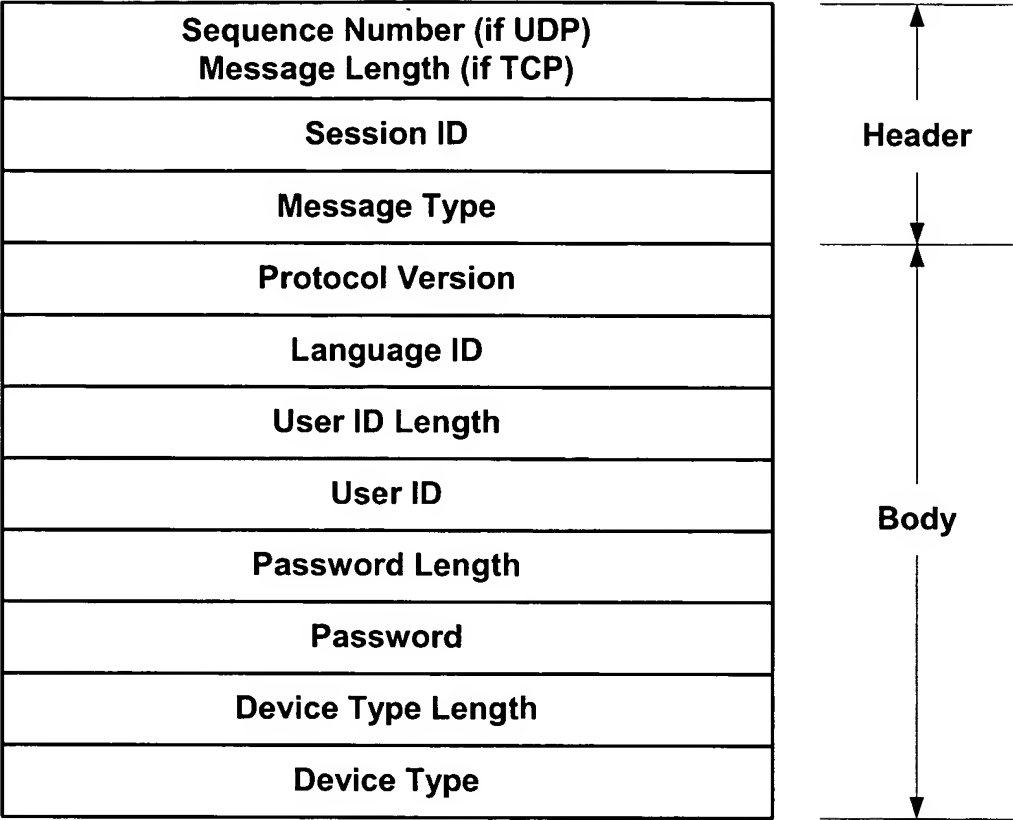 Sequence Number (if UDP)
Message Length (if TCP)
Session ID
Header
Message Type
Protocol Version
Language ID
User ID Length
User ID
Body
Password Length
Password
Device Type Length
Device Type